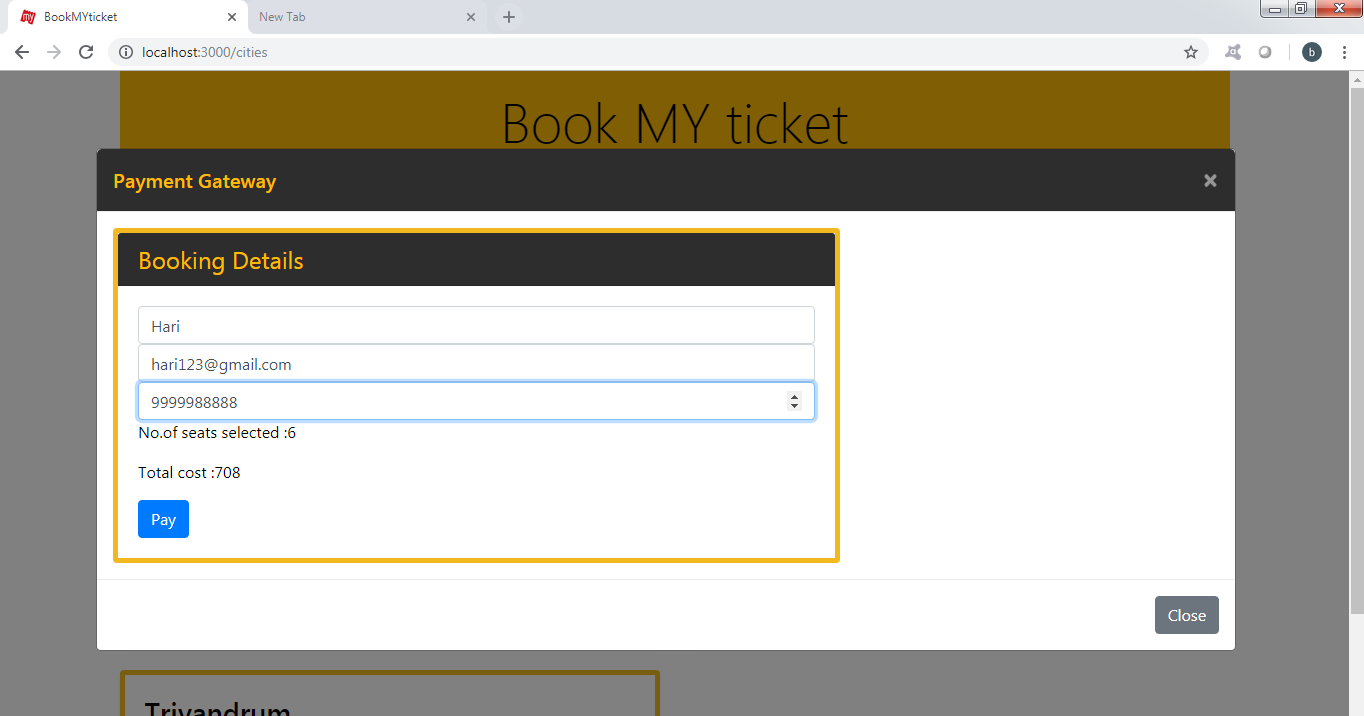 BookMYticket
New Tab
localhost:3000/cities
b
Book MY ticket
Payment Gateway
×
Booking Details
Hari
hari123@gmail.com
9999988888
No.of seats selected :6
Total cost :708
Pay
Close
Trivandrum